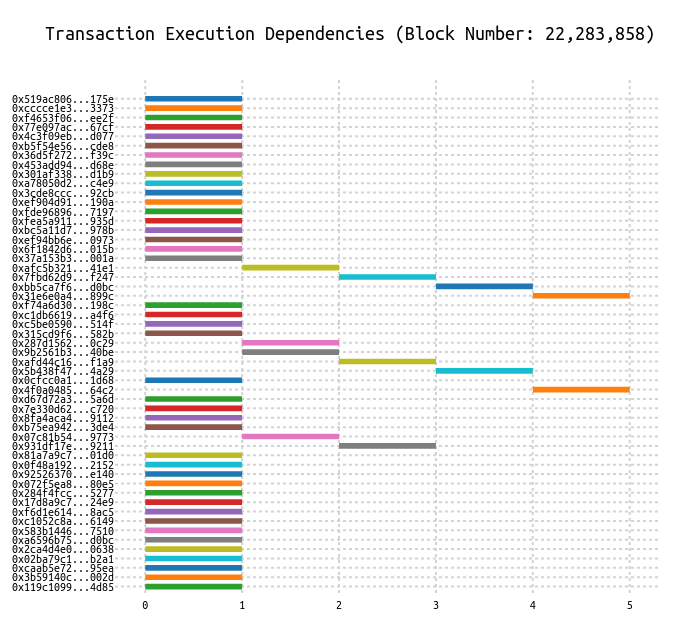 Transaction Execution Dependencies (Block Number: 22,283,858)
0x519ac806...175e
0xcccce1e3...3373
0xf4653f06...ee2f
0x77e097ac...67cf
0x4c3f09eb...d077
0xb5f54e56...cde8
0x36d5f272...f39c
0x453add94...d68e
0x301af338...d1b9
0xa78050d2...c4e9
0x3cde8ccc...92cb
0xef904d91...190a
0xfde96896...7197
0xfea5a911...935d
0xbc5a11d7...978b
0xef94bb6e...0973
0x6f1842d6...015b
0x37a153b3...001a
0xafc5b321...41e1
0x7fbd62d9...f247
0xbb5ca7f6...d0bc
0x31e6e0a4...899c
0xf74a6d30...198c
0xc1db6619...a4f6
0xc5be0590...514f
0x315cd9f6...582b
0x287d1562...0c29
0x9b2561b3...40be
0xafd44c16...f1a9
0x5b438f47...4a29
0x0cfcc0a1...1d68
0x4f0a0485...64c2
0xd67d72a3...5a6d
0x7e330d62...c720
0x8fa4aca4...9112
0xb75ea942...3de4
0x07c81b54...9773
0x931df17e...9211
0x81a7a9c7...01d0
0x0f48a192...2152
0x92526370...e140
0x072f5ea8...80e5
0x284f4fcc...5277
0x17d8a9c7...24e9
0xf6d1e614...8ac5
0xc1052c8a...6149
0x583b1446...7510
0xa6596b75...d0bc
0x2ca4d4e0...0638
0x02ba79c1...b2a1
0xcaab5e72...95ea
0x3b59140c...002d
0x119c1099...4d85
0 1 2 3 4 5